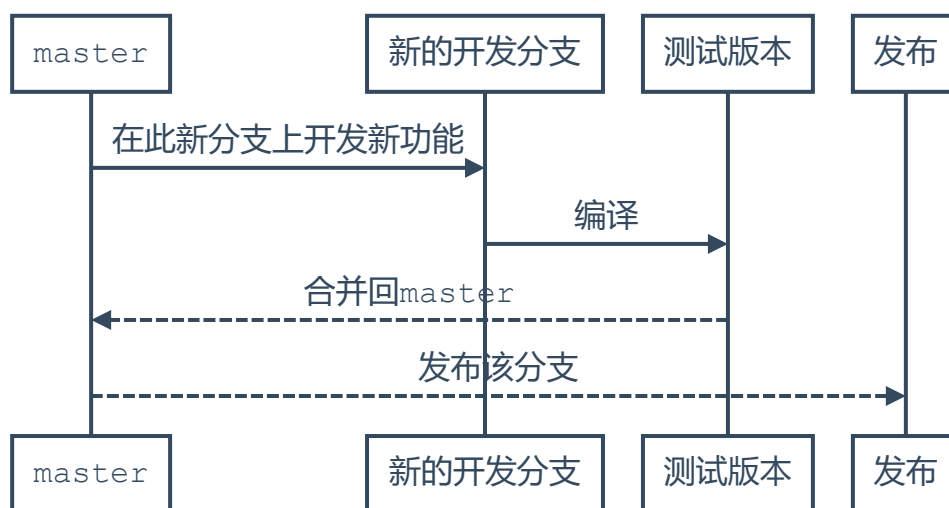 master
新的开发分支
测试版本
发布
在此新分支上开发新功能
编译
合并回master
发布该分支
master
新的开发分支
测试版本
发布